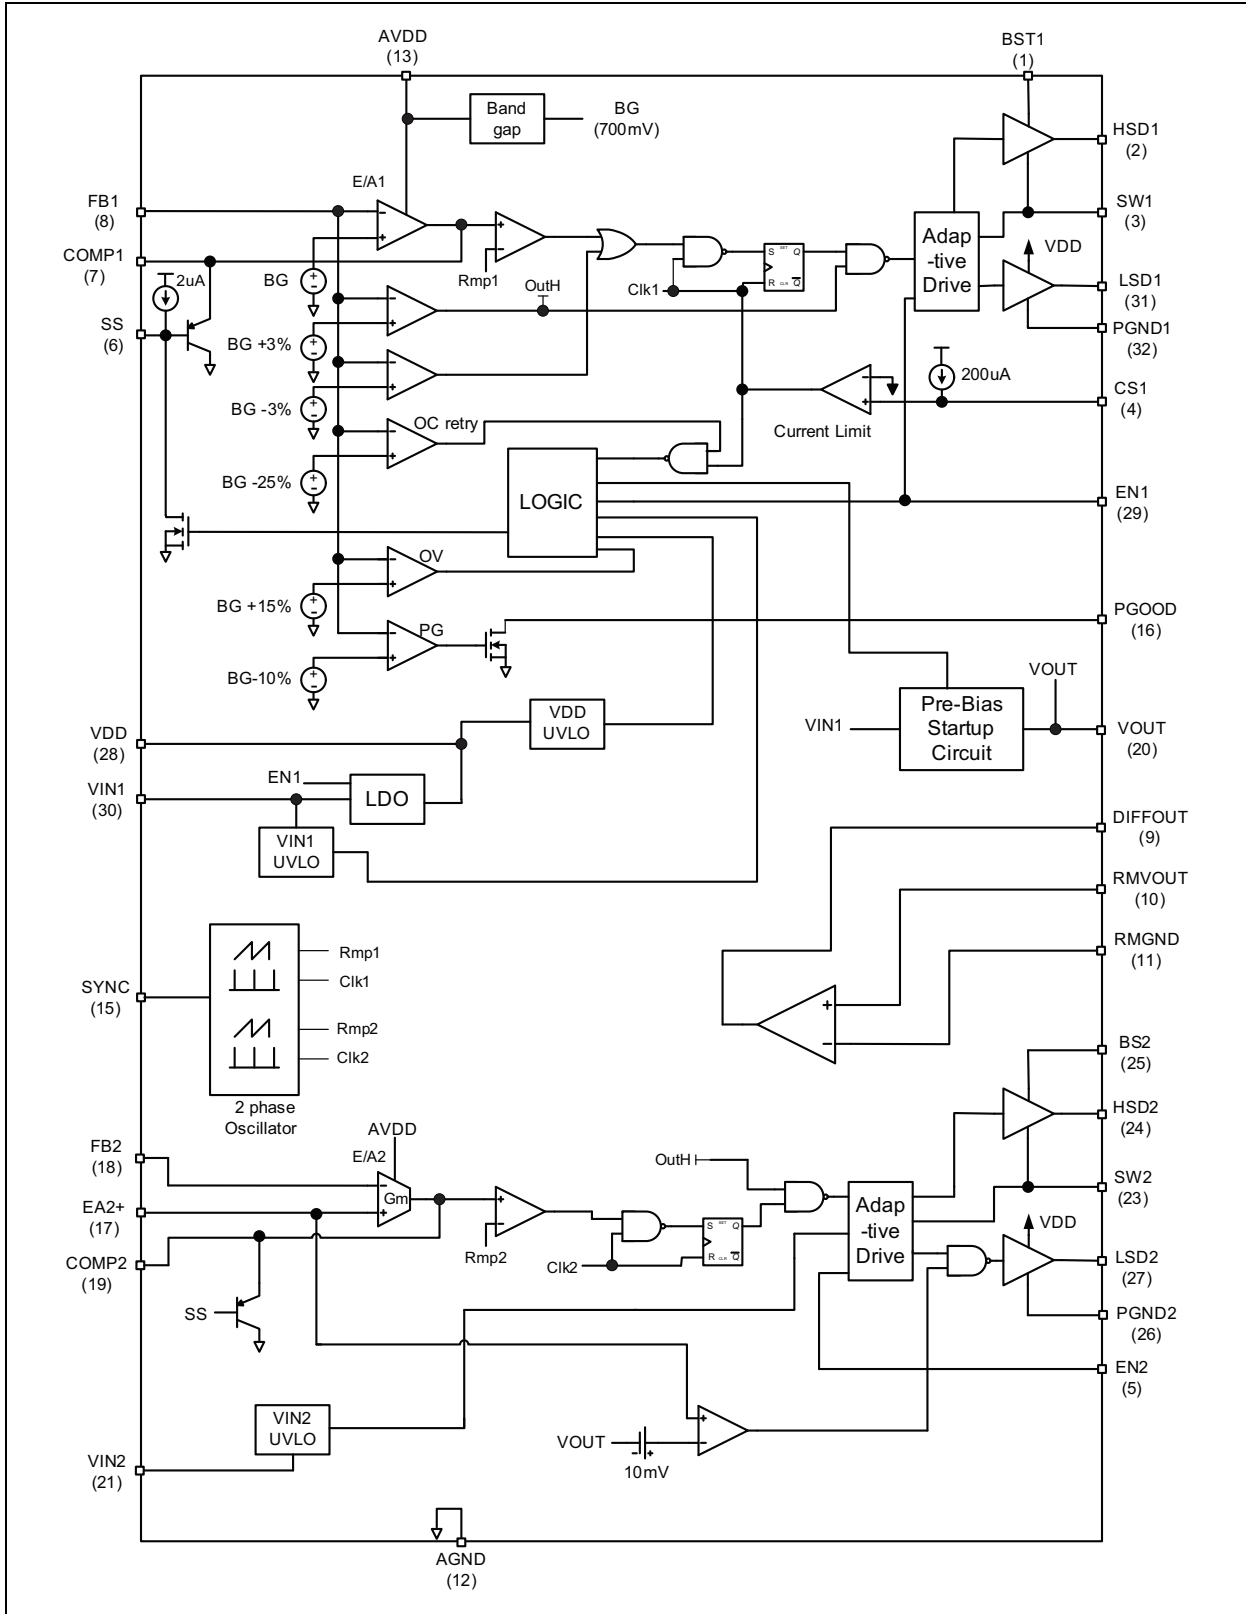 AVDD
(13)
BST1
(1)
Band
gap
BG
(700mV)
HSD1
(2)
E/A1
FB1
(8)
SW1
(3)
COMP1
(7)
Adap
-tive
Drive
VDD
S
SET
Q
R
CLR
Q
Rmp1
2uA
BG
OutH
Clk1
LSD1
(31)
SS
(6)
PGND1
(32)
BG +3%
200uA
CS1
(4)
BG -3%
OC retry
Current Limit
BG -25%
LOGIC
EN1
(29)
OV
BG +15%
PGOOD
(16)
PG
BG-10%
VOUT
VDD
UVLO
VDD
(28)
VIN1
Pre-Bias
Startup
Circuit
VOUT
(20)
EN1
VIN1
(30)
LDO
VIN1
UVLO
DIFFOUT
(9)
RMVOUT
(10)
RMGND
(11)
Rmp1
Clk1
SYNC
(15)
Rmp2
Clk2
2 phase
Oscillator
BS2
(25)
HSD2
(24)
AVDD
E/A2
FB2
(18)
OutH
SW2
(23)
Gm
EA2+
(17)
Adap
-tive
Drive
VDD
S
SET
Q
R
CLR
Q
Rmp2
COMP2
(19)
Clk2
LSD2
(27)
SS
PGND2
(26)
EN2
(5)
VIN2
UVLO
VOUT
10mV
VIN2
(21)
AGND
(12)